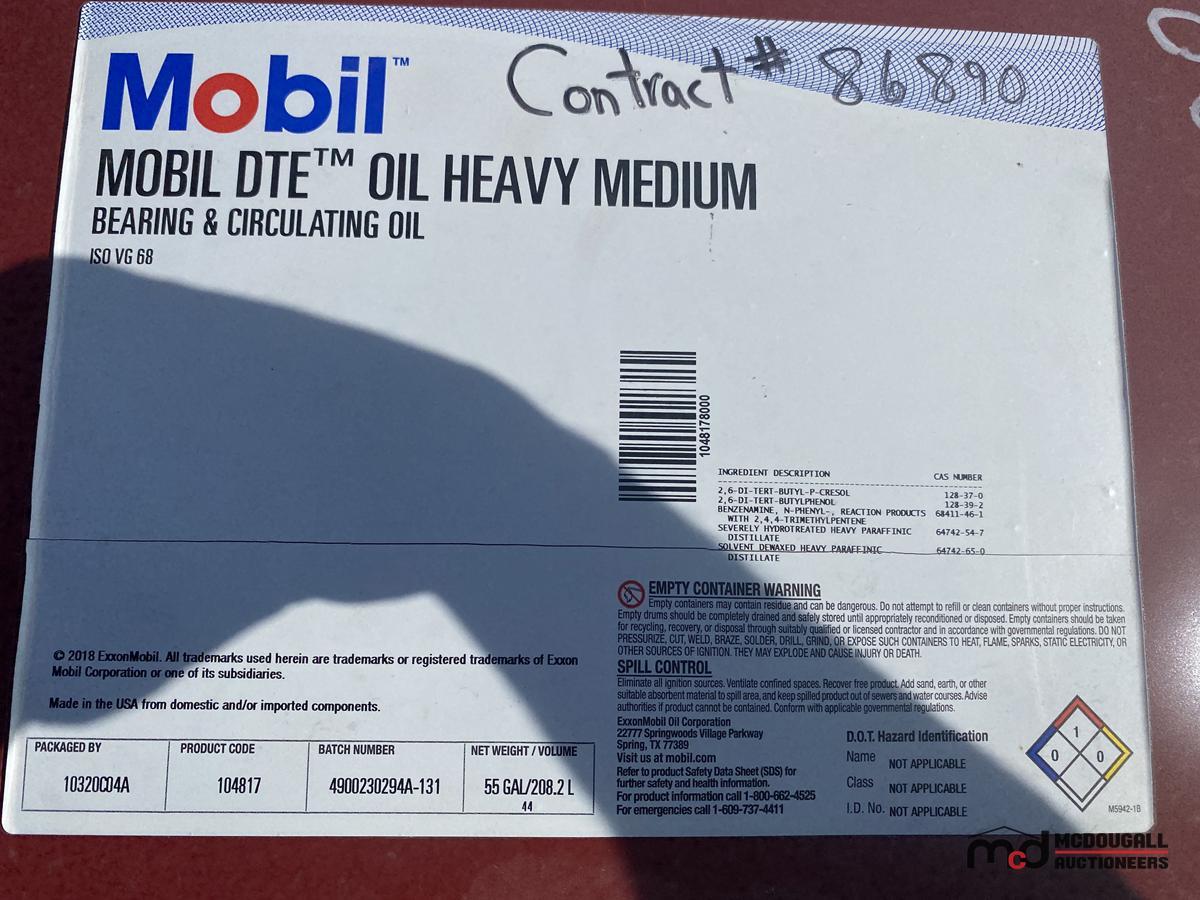 Mobil™
Contract # 86890
MOBIL DTE™ OIL HEAVY MEDIUM
BEARING & CIRCULATING OIL
ISO VG 68
1048178000
INGREDIENT DESCRIPTION CAS NUMBER
2,6-DI-TERT-BUTYL-P-CRESOL 128-37-0
2,6-DI-TERT-BUTYLPHENOL 128-39-2
BENZENAMINE, N-PHENYL-, REACTION PRODUCTS 68411-46-1
WITH 2,4,4-TRIMETHYLPENTENE
SEVERELY HYDROTREATED HEAVY PARAFFINIC 64742-54-7
DISTILLATE
SOLVENT DEWAXED HEAVY PARAFFINIC 64742-65-0
DISTILLATE
EMPTY CONTAINER WARNING
Empty containers may contain residue and can be dangerous. Do not attempt to refill or clean containers without proper instructions.
Empty drums should be completely drained and safely stored until appropriately reconditioned or disposed. Empty containers should be taken
for recycling, recovery, or disposal through suitably qualified or licensed contractor and in accordance with governmental regulations. DO NOT
PRESSURIZE, CUT, WELD, BRAZE, SOLDER, DRILL, GRIND, OR EXPOSE SUCH CONTAINERS TO HEAT, FLAME, SPARKS, STATIC ELECTRICITY, OR
OTHER SOURCES OF IGNITION. THEY MAY EXPLODE AND CAUSE INJURY OR DEATH.
SPILL CONTROL
Eliminate all ignition sources. Ventilate confined spaces. Recover free product. Add sand, earth, or other
suitable absorbent material to spill area, and keep spilled product out of sewers and water courses. Advise
authorities if product cannot be contained. Conform with applicable governmental regulations.
© 2018 ExxonMobil. All trademarks used herein are trademarks or registered trademarks of Exxon
Mobil Corporation or one of its subsidiaries.
Made in the USA from domestic and/or imported components.
PACKAGED BY PRODUCT CODE BATCH NUMBER NET WEIGHT / VOLUME
10320C04A 104817 4900230294A-131 55 GAL/208.2 L
44
ExxonMobil Oil Corporation
22777 Springwoods Village Parkway
Spring, TX 77389
Visit us at mobil.com
Refer to product Safety Data Sheet (SDS) for
further safety and health information.
For product information call 1-800-662-4525
For emergencies call 1-609-737-4411
D.O.T. Hazard Identification
Name NOT APPLICABLE
Class NOT APPLICABLE
I.D. No. NOT APPLICABLE
1
0 0
M5942-1B
mcd MCDOUGALL
AUCTIONEERS